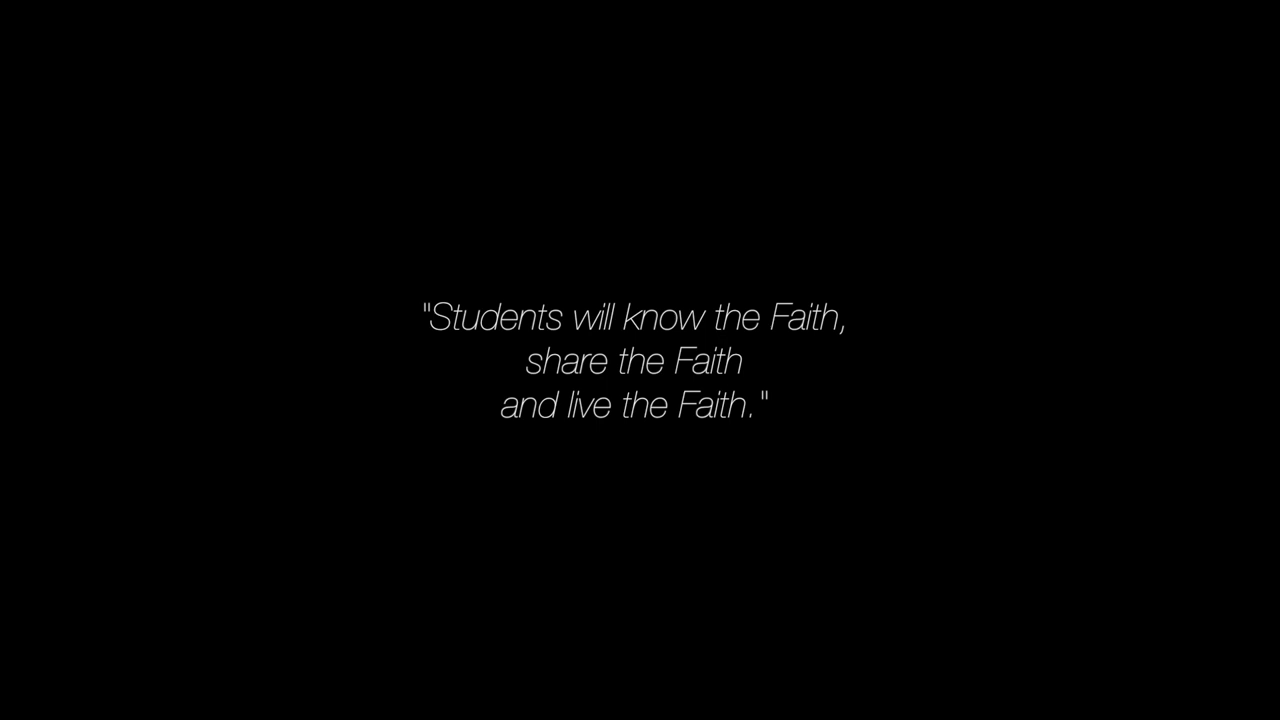 "Students will know the Faith,
share the Faith
and live the Faith."